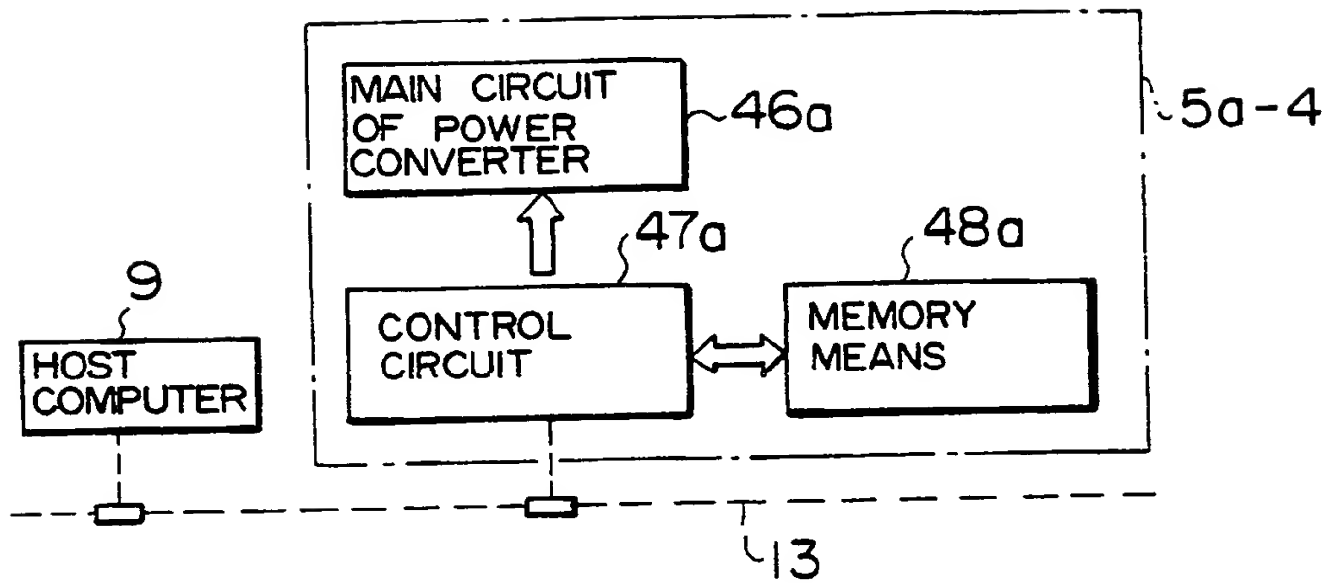 MAIN CIRCUIT
OF POWER
CONVERTER
46a
5a-4
47a
48a
9
CONTROL
CIRCUIT
MEMORY
MEANS
HOST
COMPUTER
13